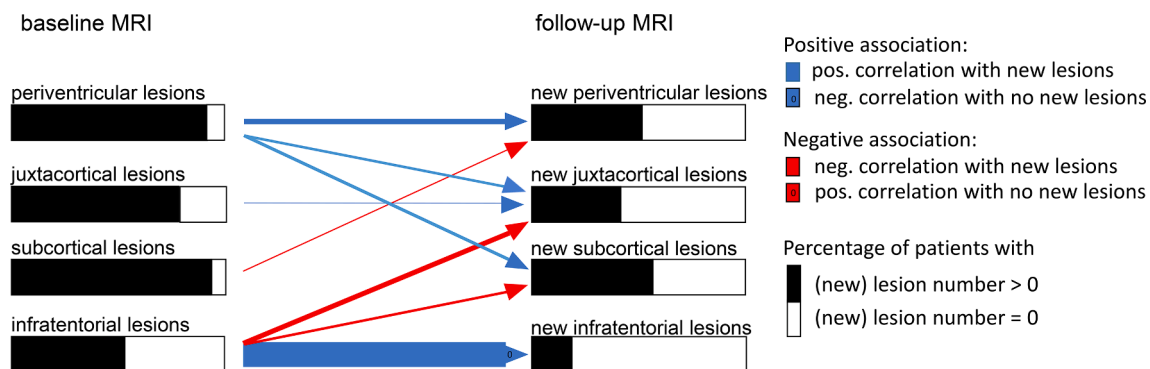 baseline MRI
follow-up MRI
periventricular lesions
juxtacortical lesions
subcortical lesions
infratentorial lesions
new periventricular lesions
new juxtacortical lesions
new subcortical lesions
new infratentorial lesions
0
Positive association:
pos. correlation with new lesions
0 neg. correlation with no new lesions
Negative association:
neg. correlation with new lesions
0 pos. correlation with no new lesions
Percentage of patients with
(new) lesion number > 0
(new) lesion number = 0